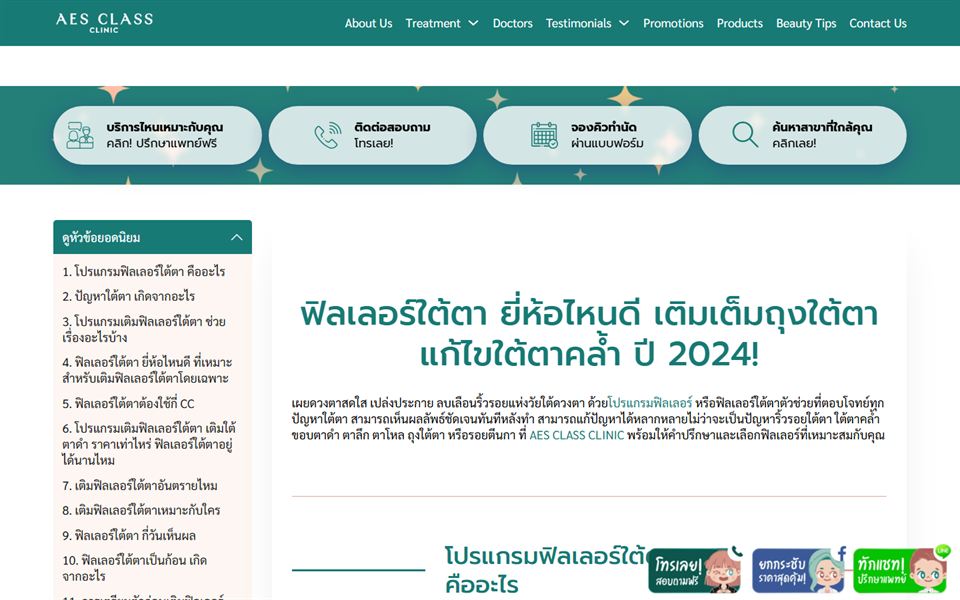 AES CLASS
CLINIC
About Us Treatment Doctors Testimonials Promotions Products Beauty Tips Contact Us
บริการไหนเหมาะกับคุณ
คลิก! ปรึกษาแพทย์ฟรี
ติดต่อสอบถาม
โทรเลย!
จองคิวทำนัด
ผ่านแบบฟอร์ม
ค้นหาสาขาที่ใกล้คุณ
คลิกเลย!
ดูหัวข้อยอดนิยม
1. โปรแกรมฟิลเลอร์ใต้ตา คืออะไร
2. ปัญหาใต้ตา เกิดจากอะไร
3. โปรแกรมเติมฟิลเลอร์ใต้ตา ช่วย
เรื่องอะไรบ้าง
4. ฟิลเลอร์ใต้ตา ยี่ห้อไหนดี ที่เหมาะ
สำหรับเติมฟิลเลอร์ใต้ตาโดยเฉพาะ
5. ฟิลเลอร์ใต้ตาต้องใช้กี่ CC
6. โปรแกรมเติมฟิลเลอร์ใต้ตา เติมใต้
ตาดำ ราคาเท่าไหร่ ฟิลเลอร์ใต้ตาอยู่
ได้นานไหม
7. เติมฟิลเลอร์ใต้ตาอันตรายไหม
8. เติมฟิลเลอร์ใต้ตาเหมาะกับใคร
9. ฟิลเลอร์ใต้ตา กี่วันเห็นผล
10. ฟิลเลอร์ใต้ตาเป็นก้อน เกิด
จากอะไร
ฟิลเลอร์ใต้ตา ยี่ห้อไหนดี เติมเต็มถุงใต้ตา
แก้ไขใต้ตาคล้ำ ปี 2024!
เผยดวงตาสดใส เปล่งประกาย ลบเลือนริ้วรอยแห่งวัยใต้ดวงตา ด้วยโปรแกรมฟิลเลอร์ หรือฟิลเลอร์ใต้ตาตัวช่วยที่ตอบโจทย์ทุก
ปัญหาใต้ตา สามารถเห็นผลลัพธ์ชัดเจนทันทีหลังทำ สามารถแก้ปัญหาได้หลากหลายไม่ว่าจะเป็นปัญหาริ้วรอยใต้ตา ใต้ตาคล้ำ
ขอบตาดำ ตาลึก ตาโหล ถุงใต้ตา หรือรอยตีนกา ที่ AES CLASS CLINIC พร้อมให้คำปรึกษาและเลือกฟิลเลอร์ที่เหมาะสมกับคุณ
โปรแกรมฟิลเลอร์ใต้
คืออะไร
โทรเลย!
สอบถามฟรี
ยกกระชับ
ราคาสุดคุ้ม!
ทักแชท!
ปรึกษาแพทย์
LINE